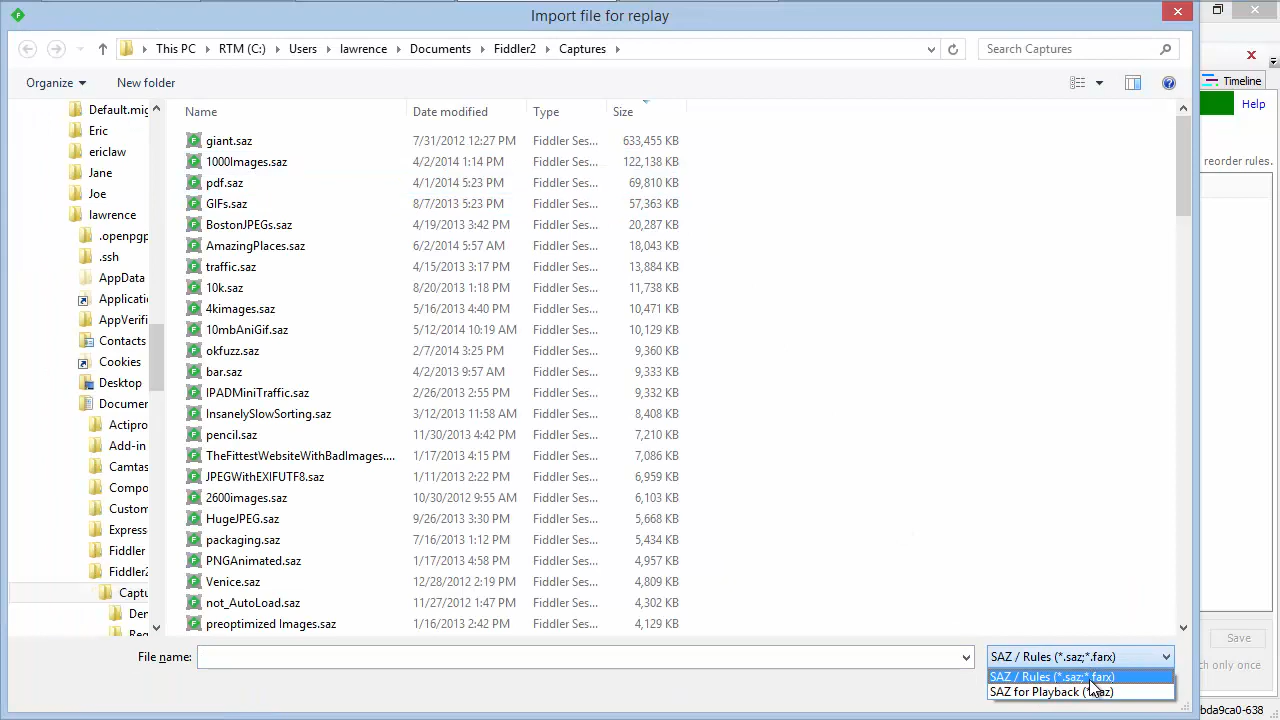 Import file for replay
This PC RTM (C:) Users lawrence Documents Fiddler2 Captures Search Captures
Organize New folder
Timeline
Help
reorder rules.
Default.mig
Eric
ericlaw
Jane
Joe
lawrence
.openpgp
.ssh
AppData
Applicati
AppVerifi
Contacts
Cookies
Desktop
Documen
Actipro
Add-in
Camtas
Compo
Custom
Express
Fiddler
Fiddler2
Captu
Der
Name Date modified Type Size
giant.saz 7/31/2012 12:27 PM Fiddler Ses... 633,455 KB
1000Images.saz 4/2/2014 1:14 PM Fiddler Ses... 122,138 KB
pdf.saz 4/1/2014 5:23 PM Fiddler Ses... 69,810 KB
GIFs.saz 8/7/2013 5:23 PM Fiddler Ses... 57,363 KB
BostonJPEGs.saz 4/19/2013 3:42 PM Fiddler Ses... 20,287 KB
AmazingPlaces.saz 6/2/2014 5:57 AM Fiddler Ses... 18,043 KB
traffic.saz 4/15/2013 3:17 PM Fiddler Ses... 13,884 KB
10k.saz 8/20/2013 1:18 PM Fiddler Ses... 11,738 KB
4kimages.saz 5/16/2013 4:40 PM Fiddler Ses... 10,471 KB
10mbAniGif.saz 5/12/2014 10:19 AM Fiddler Ses... 10,129 KB
okfuzz.saz 2/7/2014 3:25 PM Fiddler Ses... 9,360 KB
bar.saz 4/2/2013 9:57 AM Fiddler Ses... 9,333 KB
IPADMiniTraffic.saz 2/26/2013 2:55 PM Fiddler Ses... 9,332 KB
InsanelySlowSorting.saz 3/12/2013 11:58 AM Fiddler Ses... 8,408 KB
pencil.saz 11/30/2013 4:42 PM Fiddler Ses... 7,210 KB
TheFittestWebsiteWithBadImages.... 1/17/2013 4:15 PM Fiddler Ses... 7,086 KB
JPEGWithEXIFUTF8.saz 1/11/2013 2:22 PM Fiddler Ses... 6,959 KB
2600images.saz 10/30/2012 9:55 AM Fiddler Ses... 6,103 KB
HugeJPEG.saz 9/26/2013 3:30 PM Fiddler Ses... 5,668 KB
packaging.saz 7/16/2013 1:12 PM Fiddler Ses... 5,434 KB
PNGAnimated.saz 1/17/2013 4:58 PM Fiddler Ses... 4,957 KB
Venice.saz 12/28/2012 2:19 PM Fiddler Ses... 4,809 KB
not_AutoLoad.saz 11/27/2012 1:47 PM Fiddler Ses... 4,302 KB
preoptimized Images.saz 1/16/2013 2:42 PM Fiddler Ses... 4,129 KB
File name: SAZ / Rules (*.saz;*.farx)
SAZ / Rules (*.saz;*.farx)
SAZ for Playback
Save
ch only once
bda9ca0-638